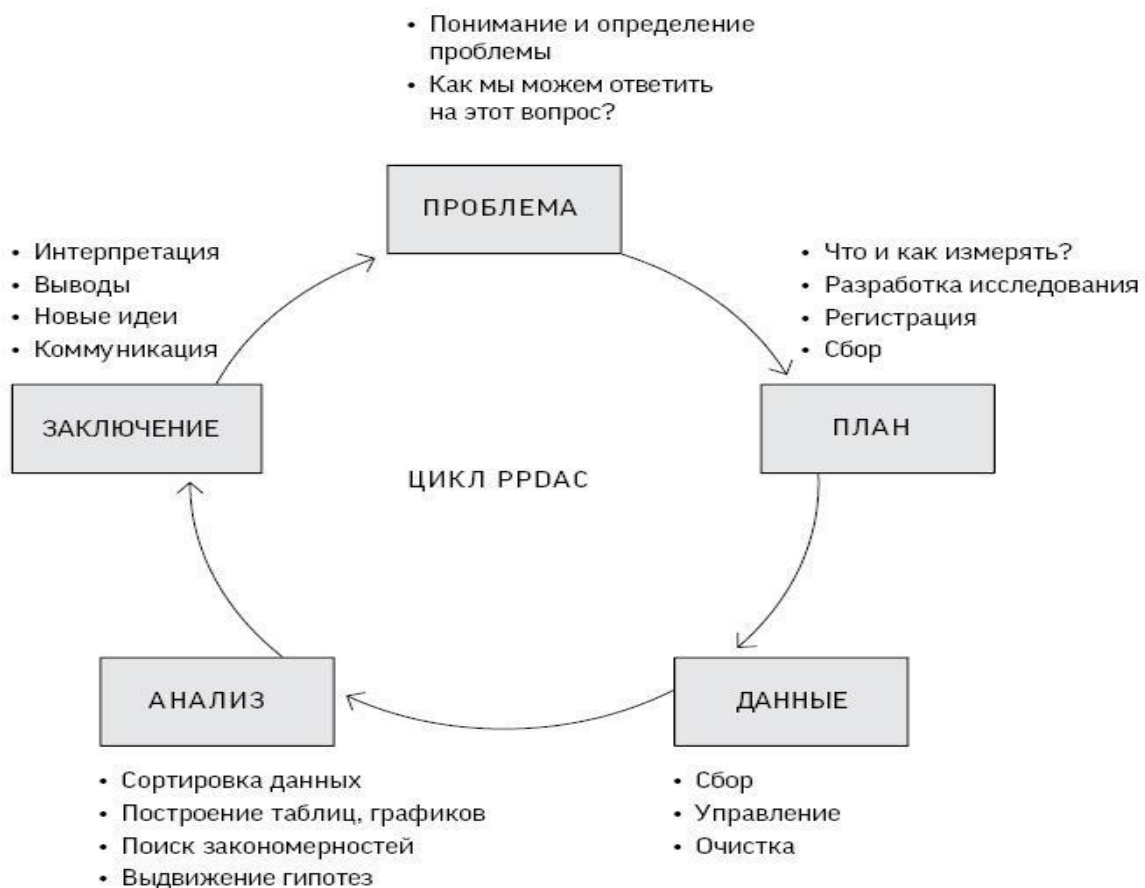 • Понимание и определение
проблемы
• Как мы можем ответить
на этот вопрос?
ПРОБЛЕМА
• Что и как измерять?
• Разработка исследования
• Регистрация
• Сбор
ПЛАН
ДАННЫЕ
• Сбор
• Управление
• Очистка
АНАЛИЗ
• Сортировка данных
• Построение таблиц, графиков
• Поиск закономерностей
• Выдвижение гипотез
• Интерпретация
• Выводы
• Новые идеи
• Коммуникация
ЗАКЛЮЧЕНИЕ
ЦИКЛ PPDAC